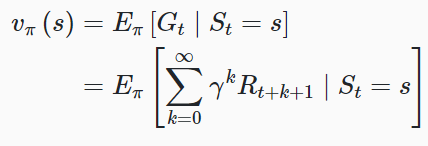 v_π (s) = E_π [G_t | S_t = s]
= E_π [∑_{k=0}^{∞} γ^k R_{t+k+1} | S_t = s]